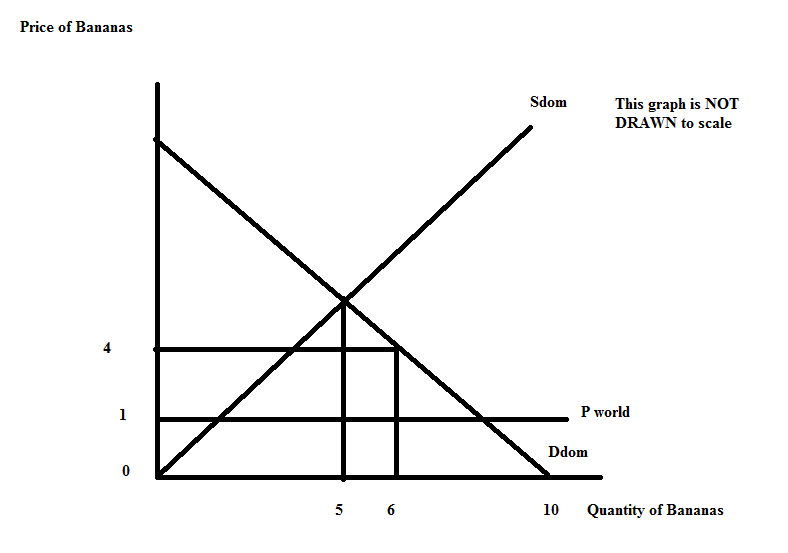 Price of Bananas
Sdom
This graph is NOT
DRAWN to scale
4
1
P world
Ddom
0
5
6
10
Quantity of Bananas